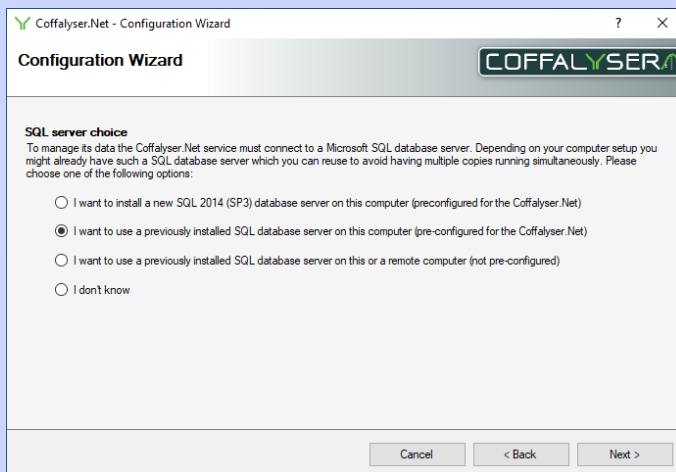 Coffalyser.Net - Configuration Wizard
Configuration Wizard
COFFALYSER
SQL server choice
To manage its data the Coffalyser.Net service must connect to a Microsoft SQL database server. Depending on your computer setup you
might already have such a SQL database server which you can reuse to avoid having multiple copies running simultaneously. Please
choose one of the following options:
I want to install a new SQL 2014 (SP3) database server on this computer (preconfigured for the Coffalyser.Net)
I want to use a previously installed SQL database server on this computer (pre-configured for the Coffalyser.Net)
I want to use a previously installed SQL database server on this or a remote computer (not pre-configured)
I don't know
Cancel
< Back
Next >